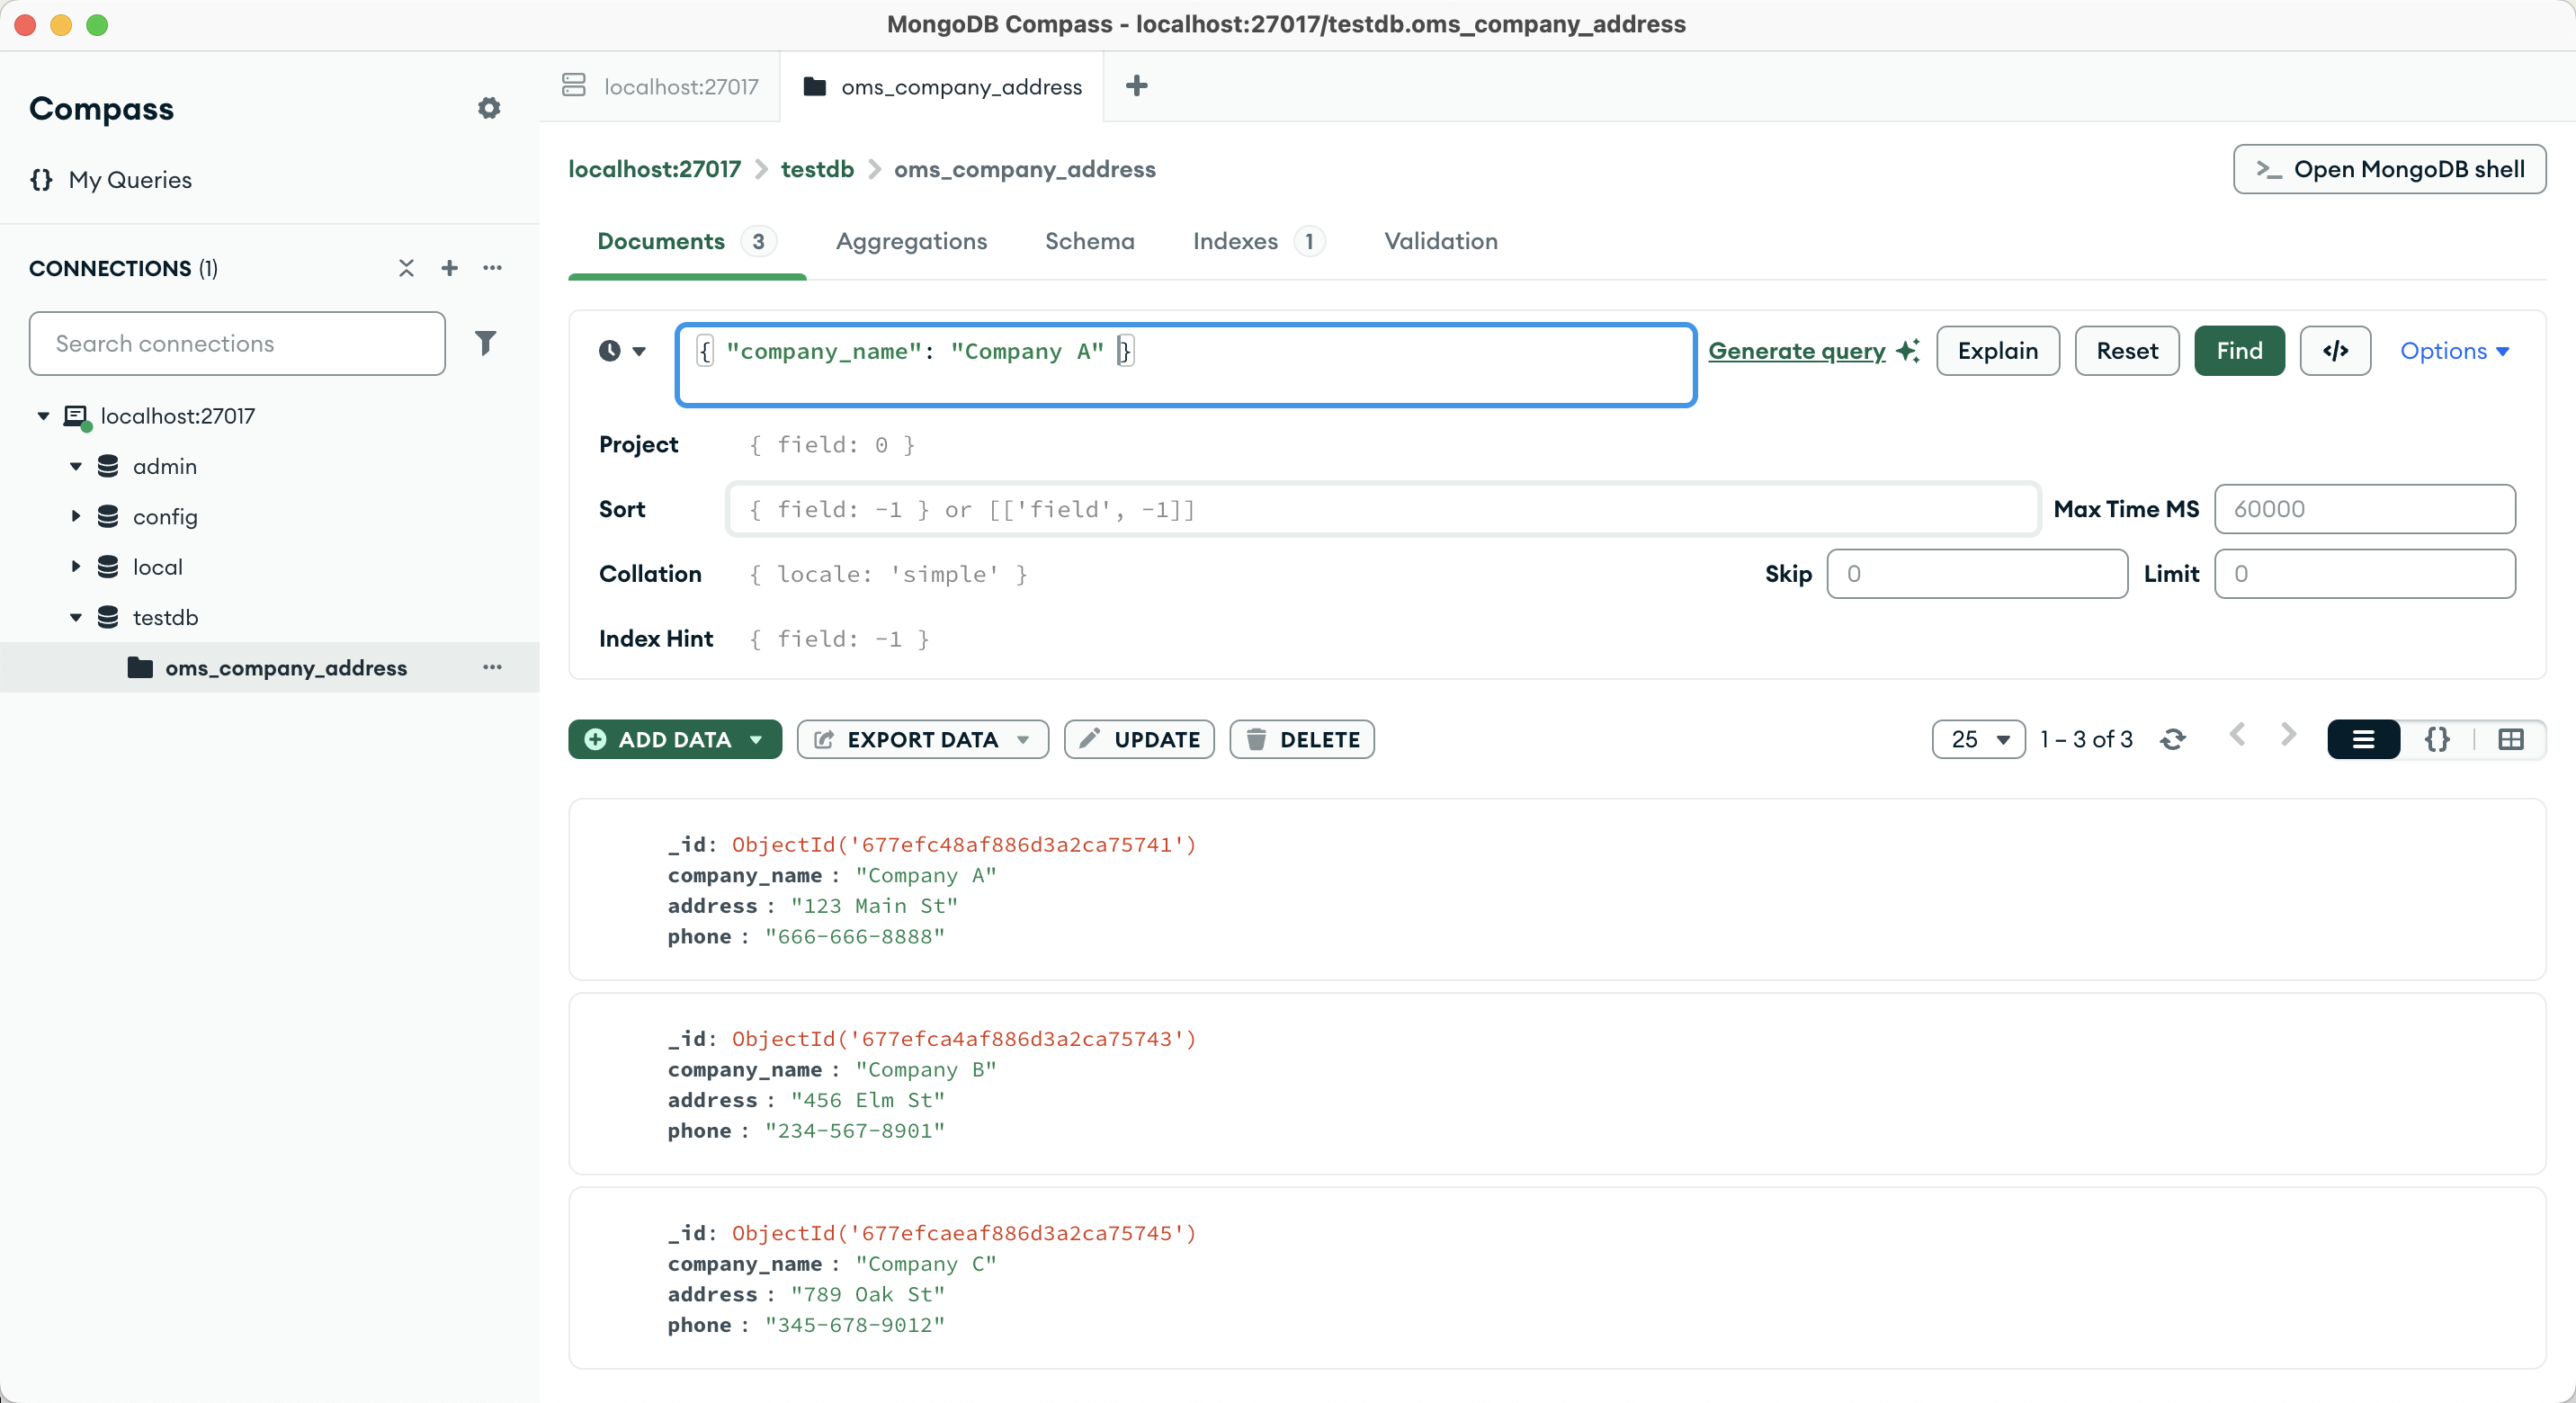 MongoDB Compass - localhost:27017/testdb.oms_company_address
Compass
My Queries
CONNECTIONS (1)
Search connections
localhost:27017
admin
config
local
testdb
oms_company_address
localhost:27017
oms_company_address
localhost:27017 > testdb > oms_company_address
>_ Open MongoDB shell
Documents 3 Aggregations Schema Indexes 1 Validation
{ "company_name": "Company A" }
Generate query Explain Reset Find </> Options
Project { field: 0 }
Sort { field: -1 } or [['field', -1]] Max Time MS 60000
Collation { locale: 'simple' } Skip 0 Limit 0
Index Hint { field: -1 }
ADD DATA EXPORT DATA UPDATE DELETE 25 1 – 3 of 3 {}
_id: ObjectId('677efc48af886d3a2ca75741')
company_name : "Company A"
address : "123 Main St"
phone : "666-666-8888"
_id: ObjectId('677efca4af886d3a2ca75743')
company_name : "Company B"
address : "456 Elm St"
phone : "234-567-8901"
_id: ObjectId('677efcaeaf886d3a2ca75745')
company_name : "Company C"
address : "789 Oak St"
phone : "345-678-9012"